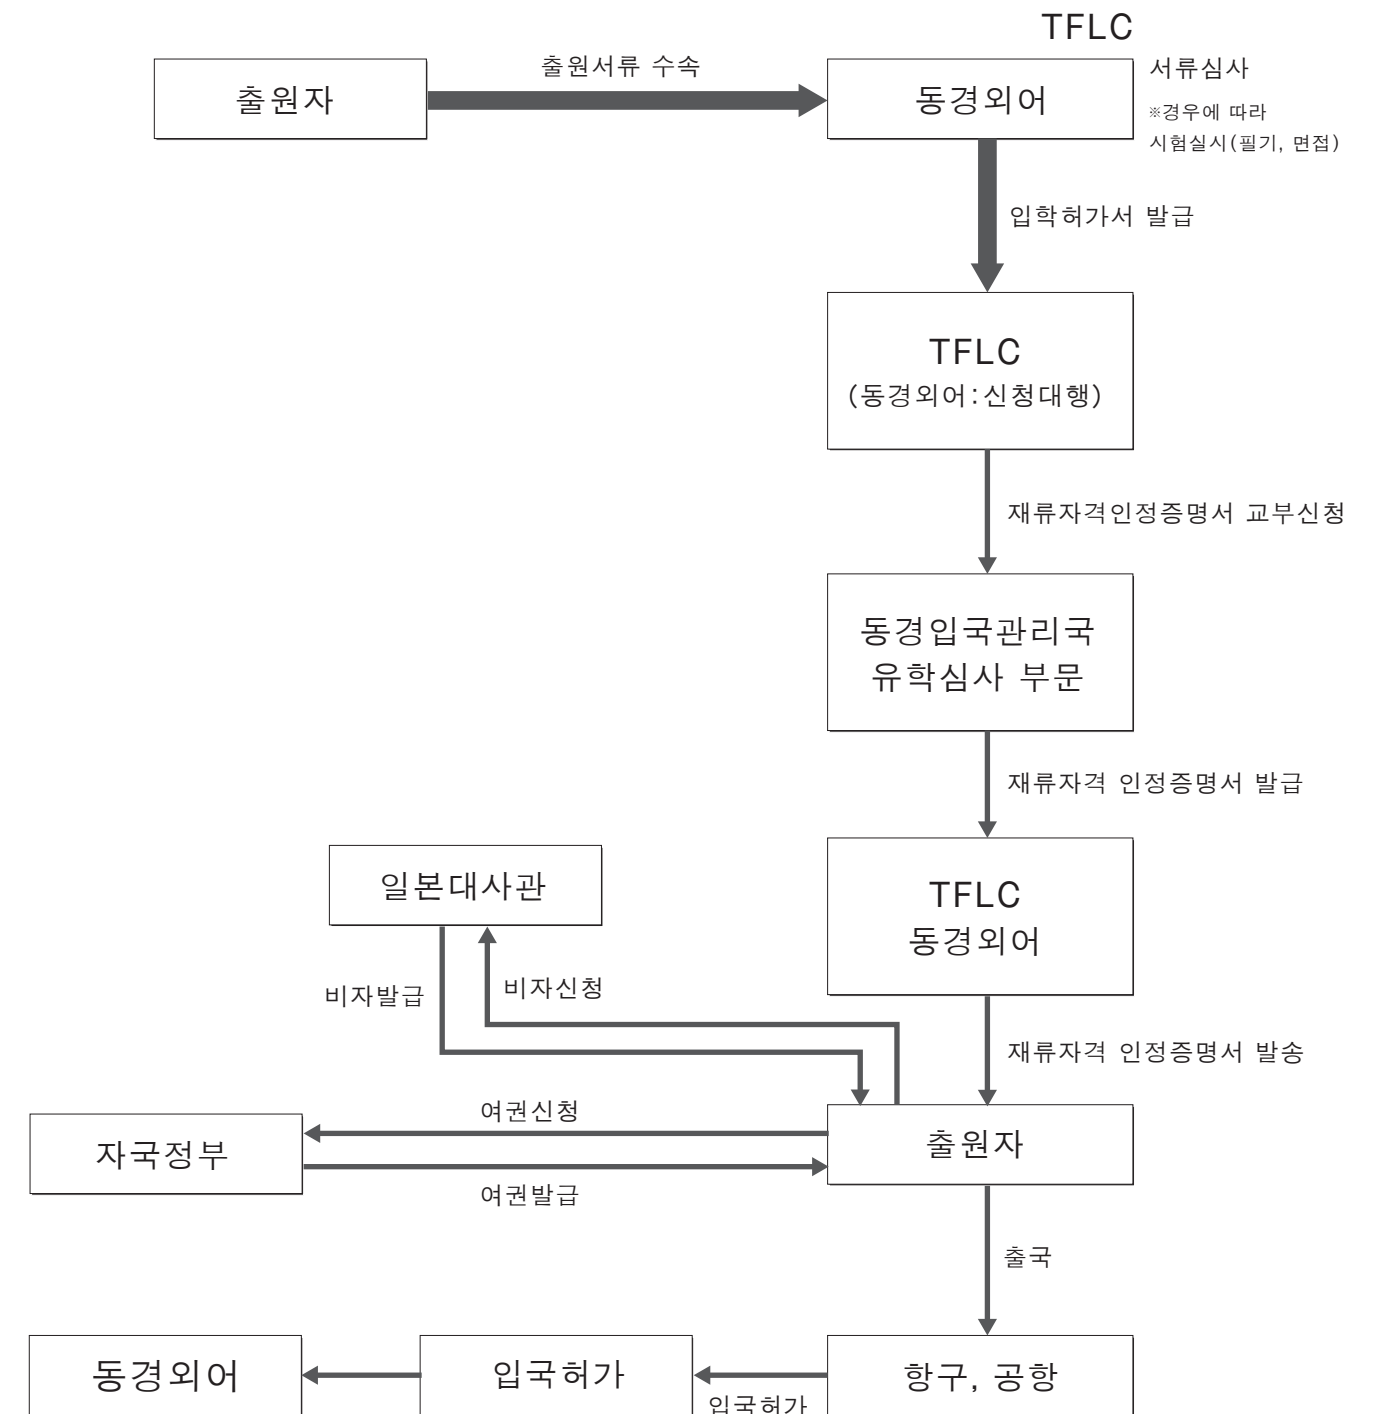 TFLC
출원자
출원서류 수속
동경외어
서류심사
※경우에 따라
시험실시(필기, 면접)
입학허가서 발급
TFLC
(동경외어:신청대행)
재류자격인정증명서 교부신청
동경입국관리국
유학심사 부문
재류자격 인정증명서 발급
일본대사관
TFLC
동경외어
비자발급
비자신청
재류자격 인정증명서 발송
여권신청
자국정부
출원자
여권발급
출국
동경외어
입국허가
항구, 공항
입국허가